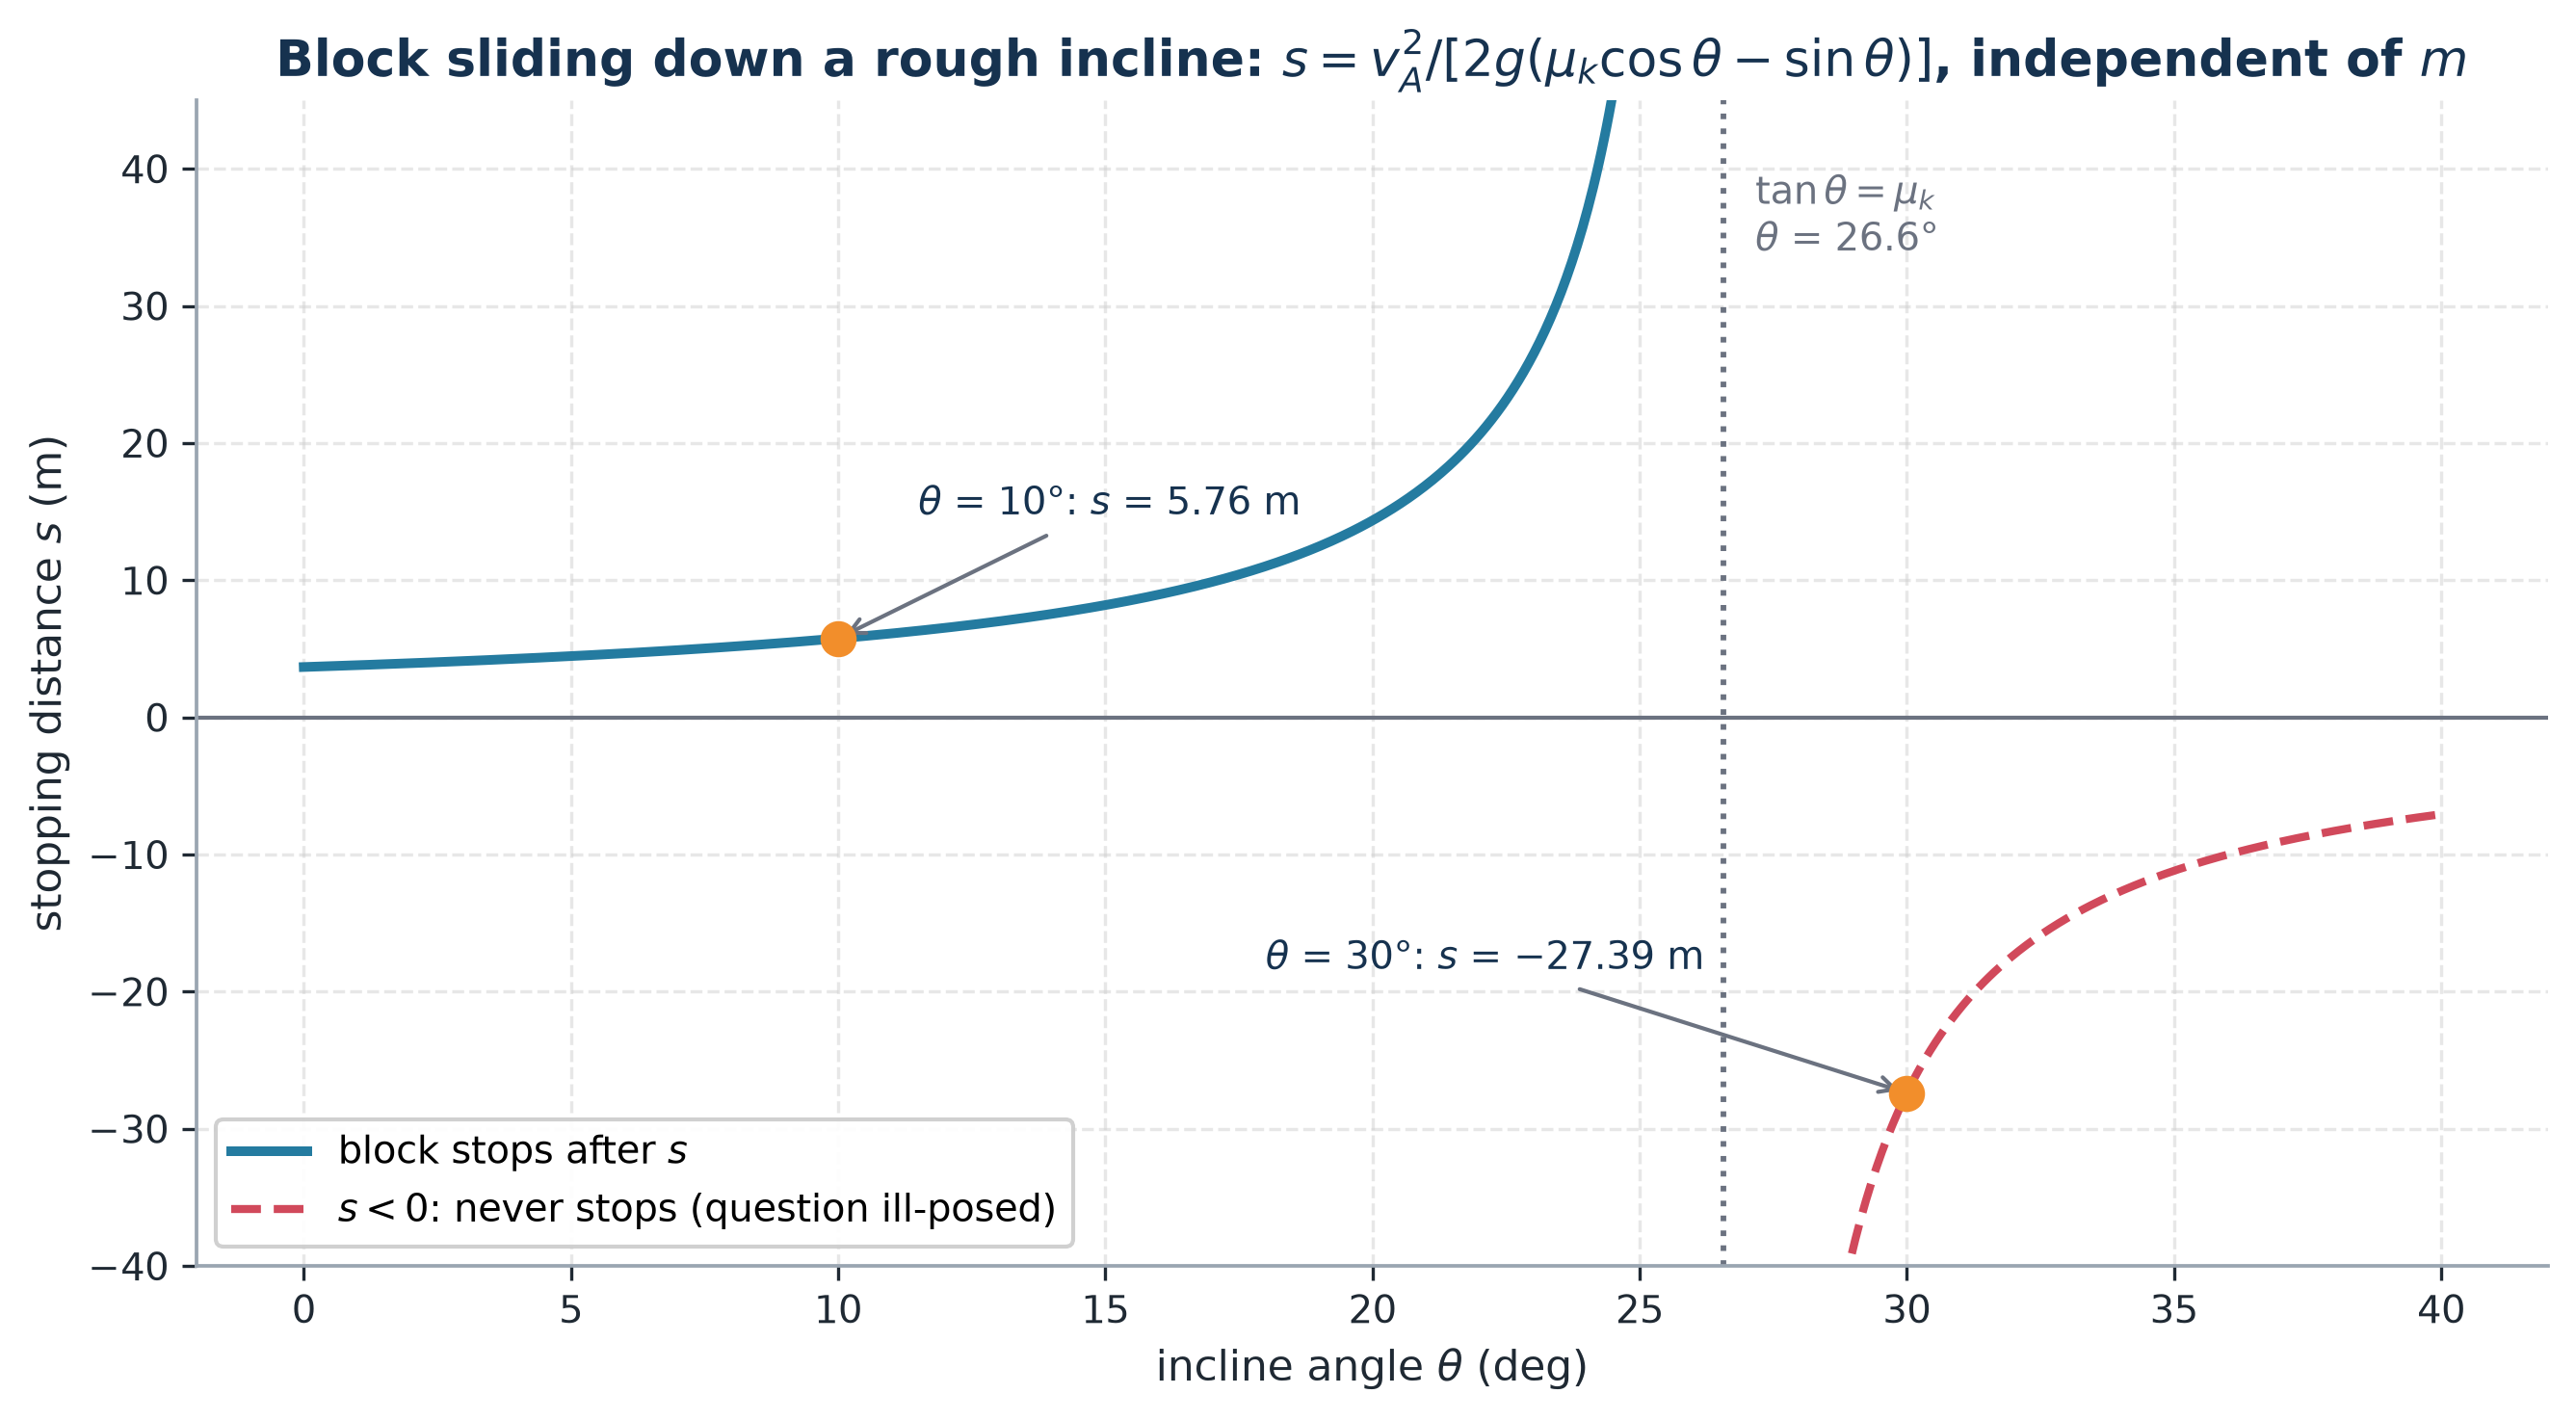 Block sliding down a rough incline: s = v_A^2/[2g(μ_k cos θ − sin θ)], independent of m
stopping distance s (m)
40
30
20
10
0
−10
−20
−30
−40
tan θ = μ_k
θ = 26.6°
θ = 10°: s = 5.76 m
θ = 30°: s = −27.39 m
block stops after s
s < 0: never stops (question ill-posed)
0 5 10 15 20 25 30 35 40
incline angle θ (deg)